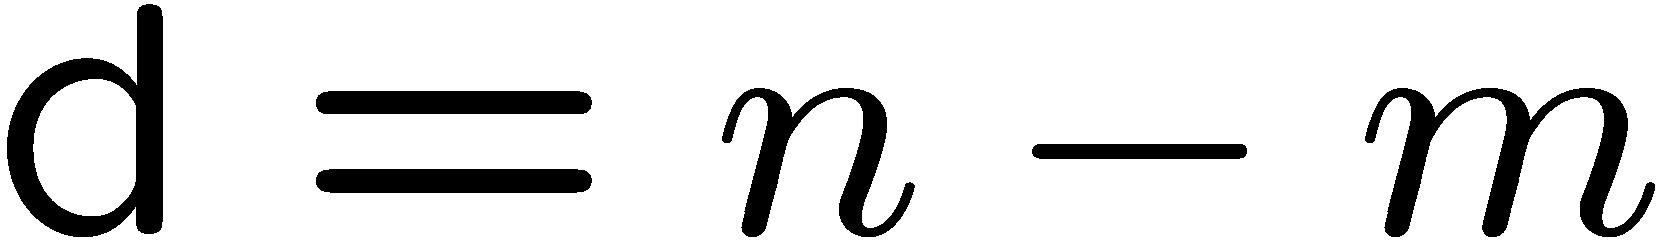 d = n − m